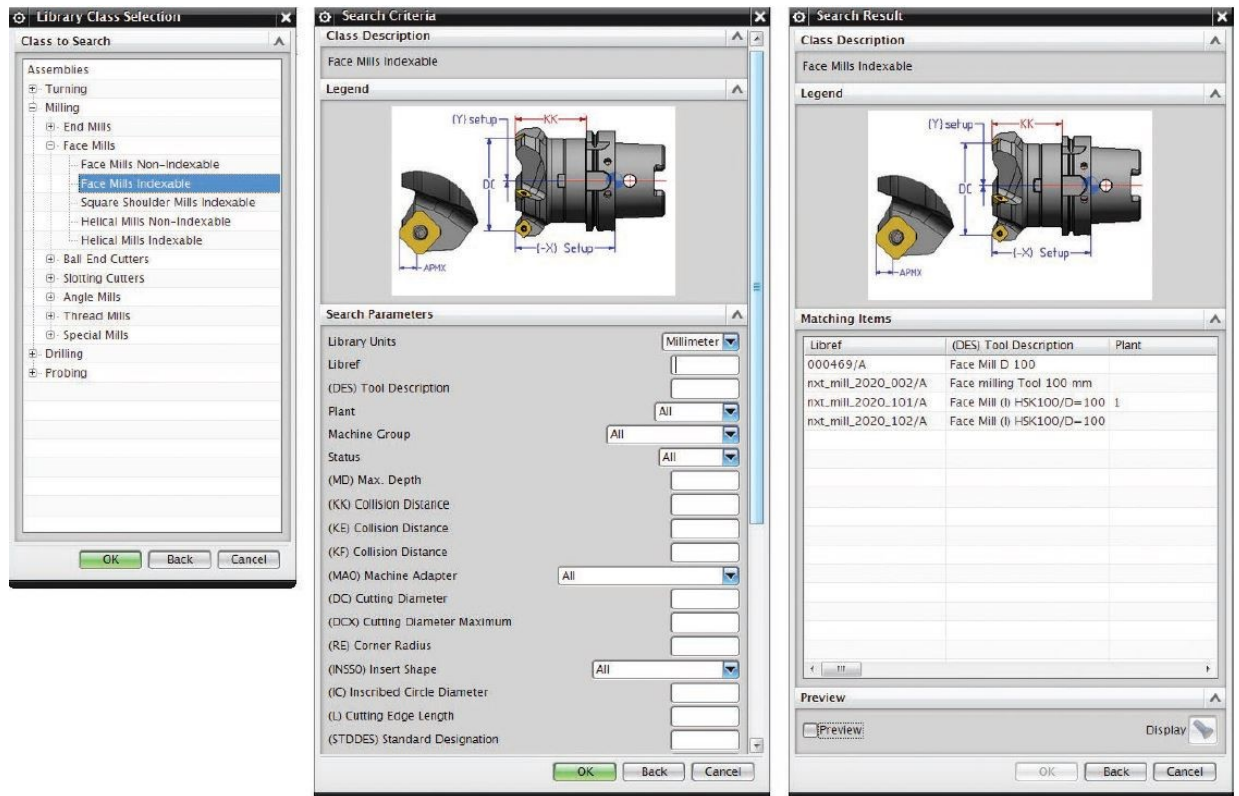 Library Class Selection
Class to Search
Assemblies
Turning
Milling
End Mills
Face Mills
Face Mills Non-Indexable
Face Mills Indexable
Square Shoulder Mills Indexable
Helical Mills Non-Indexable
Helical Mills Indexable
Ball End Cutters
Slotting Cutters
Angle Mills
Thread Mills
Special Mills
Drilling
Probing
OK Back Cancel
Search Criteria
Class Description
Face Mills Indexable
Legend
(Y) setup KK
DC
(-X) Setup
APMX
Search Parameters
Library Units Millimeter
Libref
(DES) Tool Description
Plant All
Machine Group All
Status All
(MD) Max. Depth
(KK) Collision Distance
(KE) Collision Distance
(KF) Collision Distance
(MAO) Machine Adapter All
(DC) Cutting Diameter
(DCX) Cutting Diameter Maximum
(RE) Corner Radius
(INSSO) Insert Shape All
(IC) Inscribed Circle Diameter
(L) Cutting Edge Length
(STDDES) Standard Designation
OK Back Cancel
Search Result
Class Description
Face Mills Indexable
Legend
(Y) setup KK
DC
(-X) Setup
APMX
Matching Items
Libref (DES) Tool Description Plant
000469/A Face Mill D 100
nxt_mill_2020_002/A Face milling Tool 100 mm
nxt_mill_2020_101/A Face Mill (I) HSK100/D=100 1
nxt_mill_2020_102/A Face Mill (I) HSK100/D=100
Preview
Preview Display
OK Back Cancel